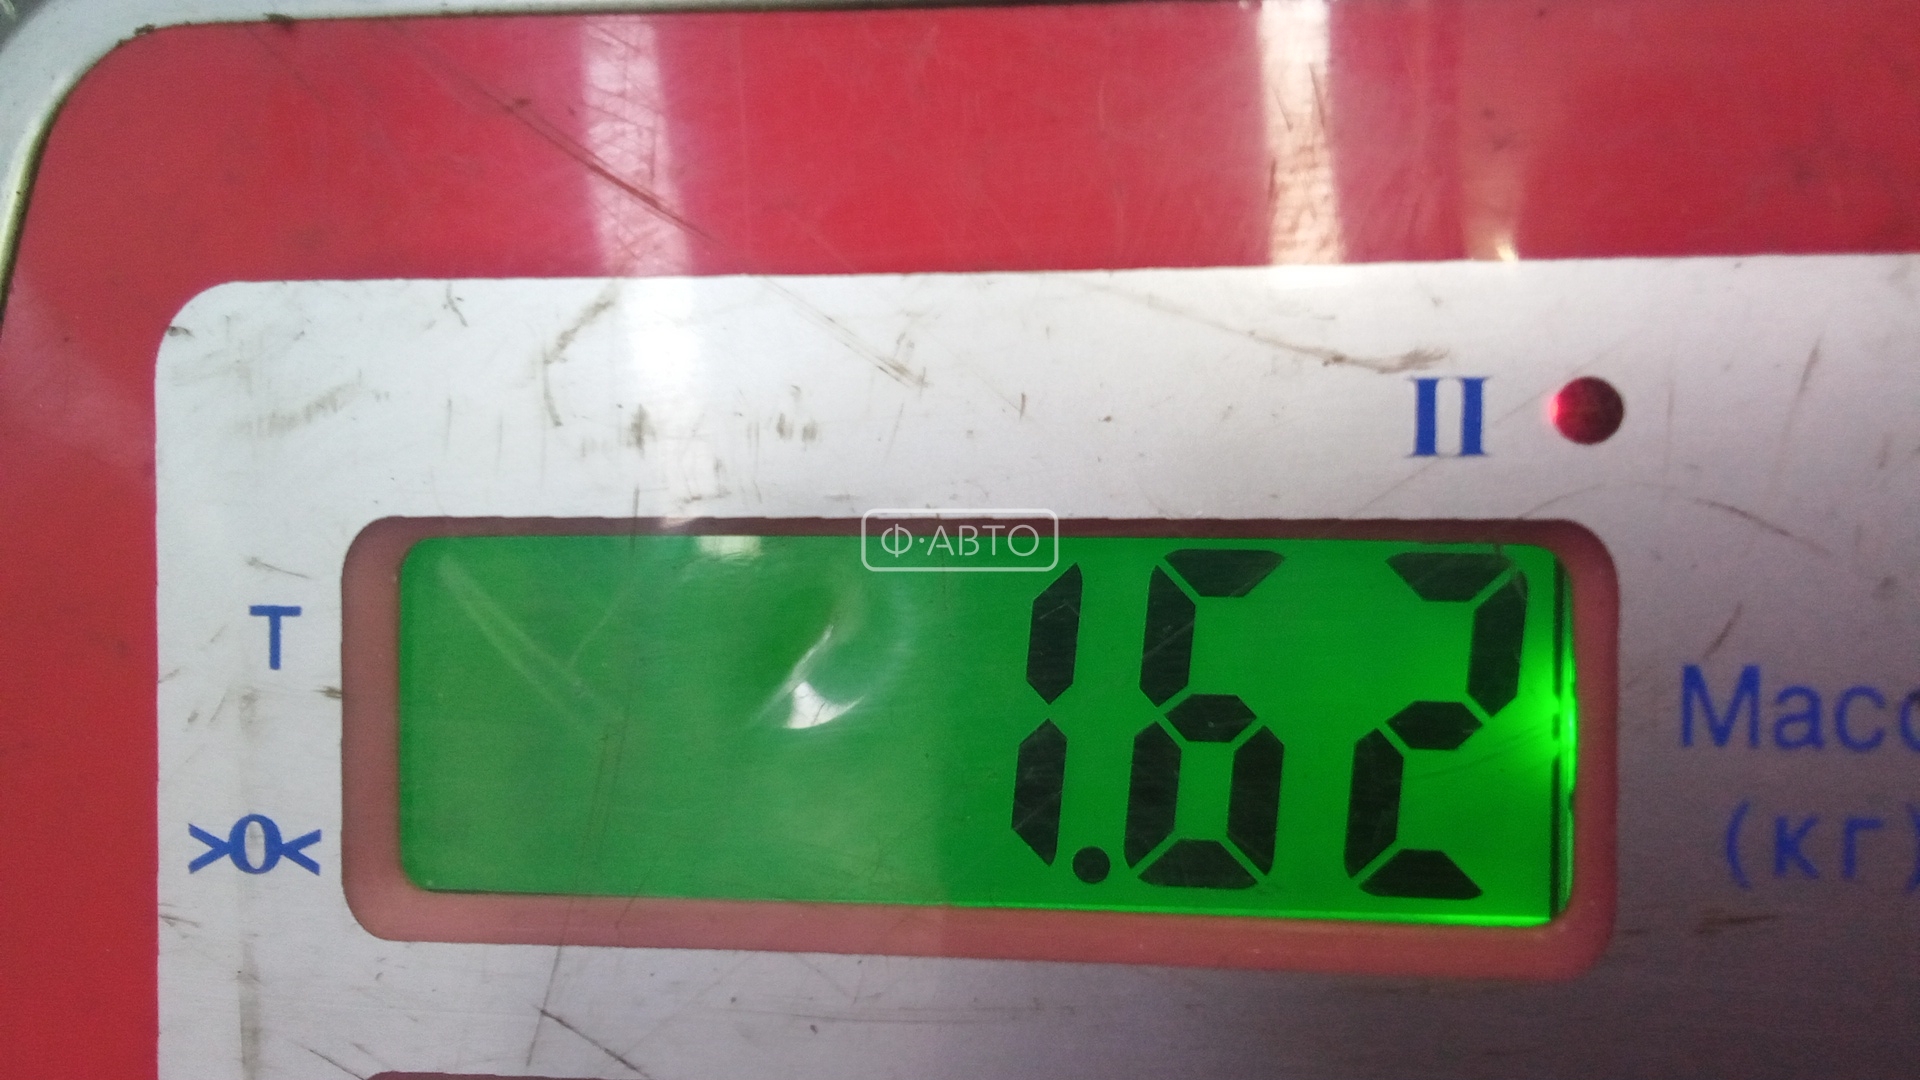 II
Ф·АВТО
T
1.62
>0<
Масс
(кг)